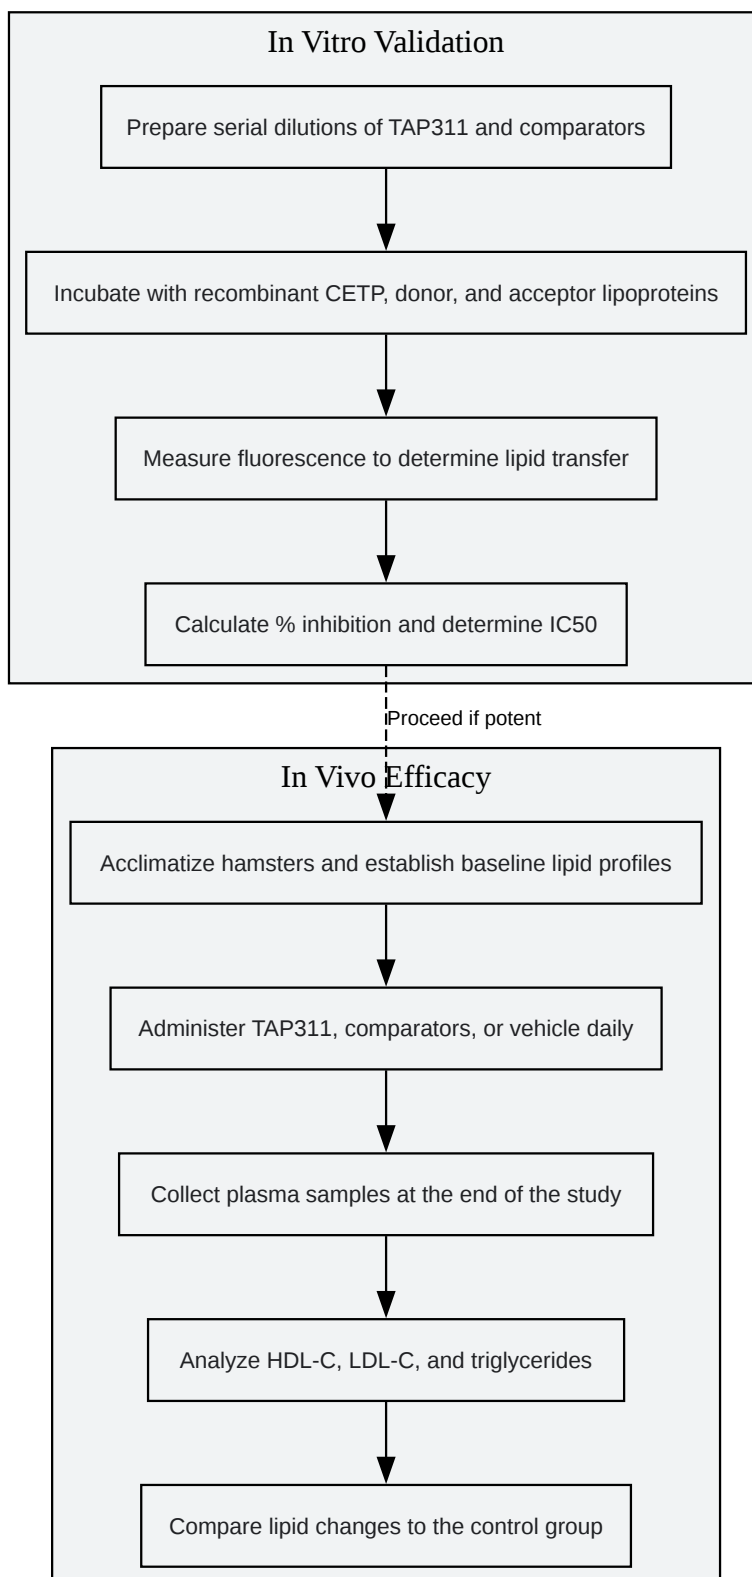 In Vitro Validation
Prepare serial dilutions of TAP311 and comparators
Incubate with recombinant CETP, donor, and acceptor lipoproteins
Measure fluorescence to determine lipid transfer
Calculate % inhibition and determine IC50
Proceed if potent
In Vivo Efficacy
Acclimatize hamsters and establish baseline lipid profiles
Administer TAP311, comparators, or vehicle daily
Collect plasma samples at the end of the study
Analyze HDL-C, LDL-C, and triglycerides
Compare lipid changes to the control group